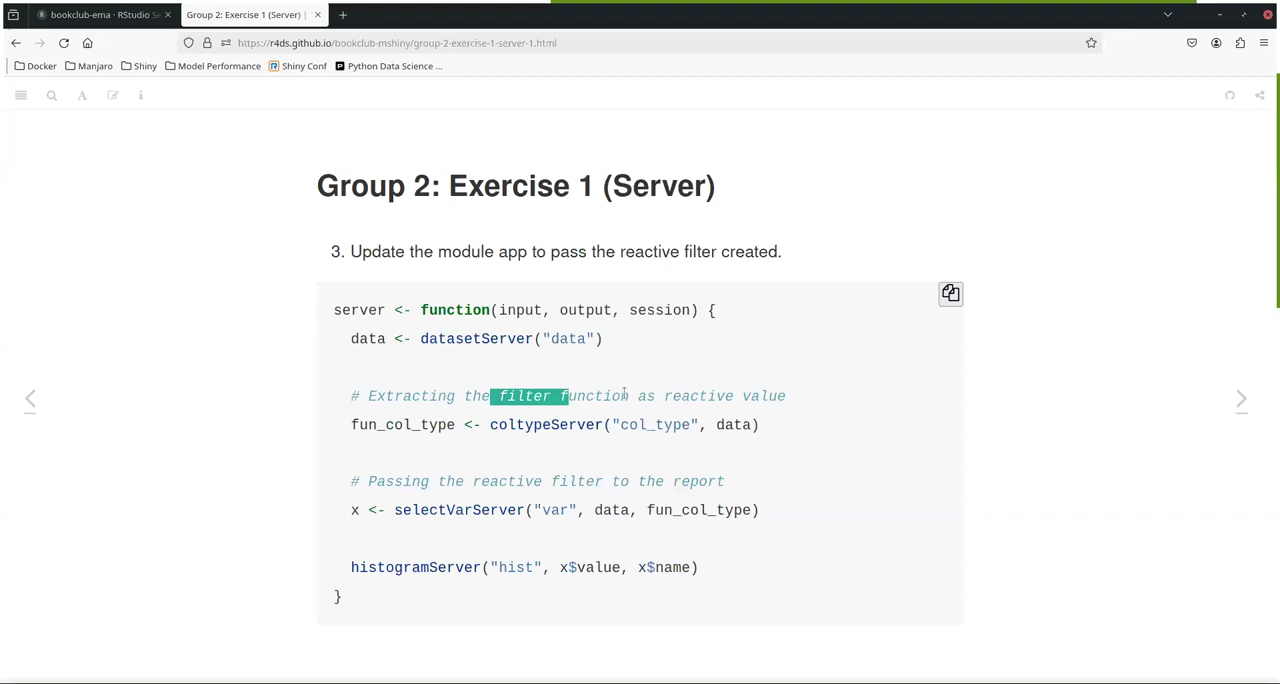 bookclub-ema · RStudio Se
Group 2: Exercise 1 (Server) |
https://r4ds.github.io/bookclub-mshiny/group-2-exercise-1-server-1.html
Docker Manjaro Shiny Model Performance Shiny Conf Python Data Science ...
Group 2: Exercise 1 (Server)
3. Update the module app to pass the reactive filter created.
server <- function(input, output, session) {
data <- datasetServer("data")
# Extracting the filter function as reactive value
fun_col_type <- coltypeServer("col_type", data)
# Passing the reactive filter to the report
x <- selectVarServer("var", data, fun_col_type)
histogramServer("hist", x$value, x$name)
}